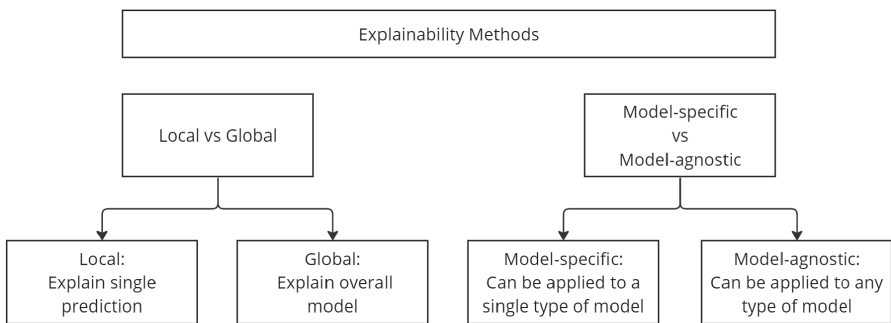 Explainability Methods
Local vs Global
Model-specific
vs
Model-agnostic
Local:
Explain single
prediction
Global:
Explain overall
model
Model-specific:
Can be applied to a
single type of model
Model-agnostic:
Can be applied to any
type of model